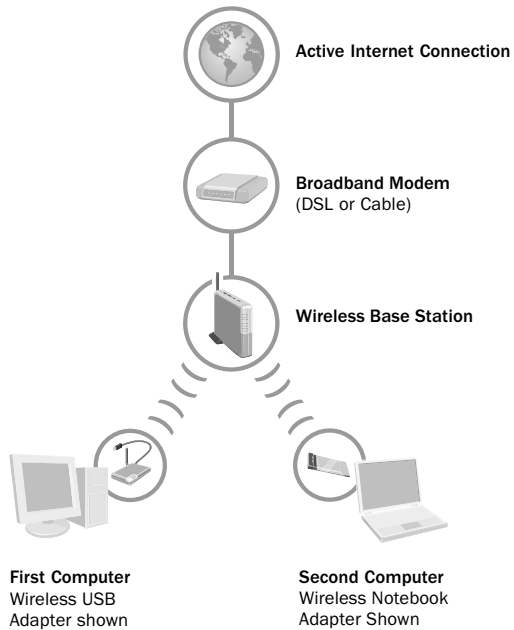 Active Internet Connection
Broadband Modem
(DSL or Cable)
Wireless Base Station
First Computer
Wireless USB
Adapter shown
Second Computer
Wireless Notebook
Adapter Shown